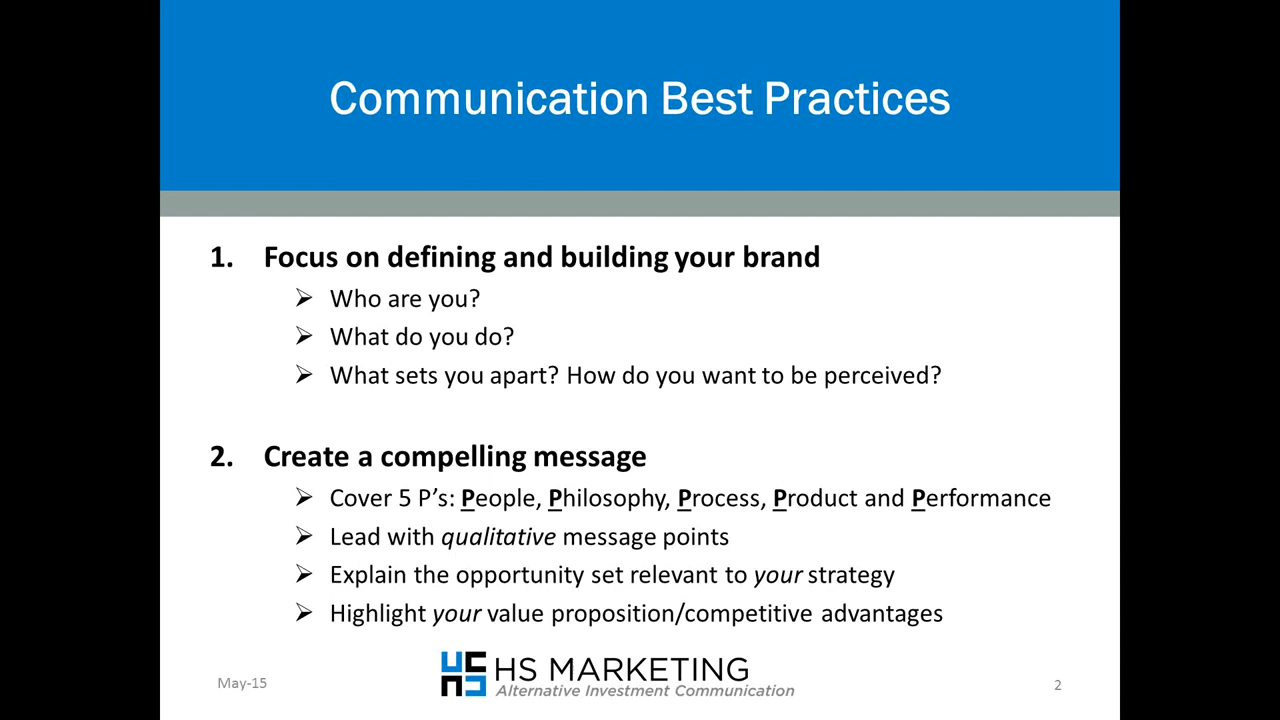 Communication Best Practices
1. Focus on defining and building your brand
➢ Who are you?
➢ What do you do?
➢ What sets you apart? How do you want to be perceived?
2. Create a compelling message
➢ Cover 5 P’s: People, Philosophy, Process, Product and Performance
➢ Lead with qualitative message points
➢ Explain the opportunity set relevant to your strategy
➢ Highlight your value proposition/competitive advantages
HS MARKETING
Alternative Investment Communication
May-15
2